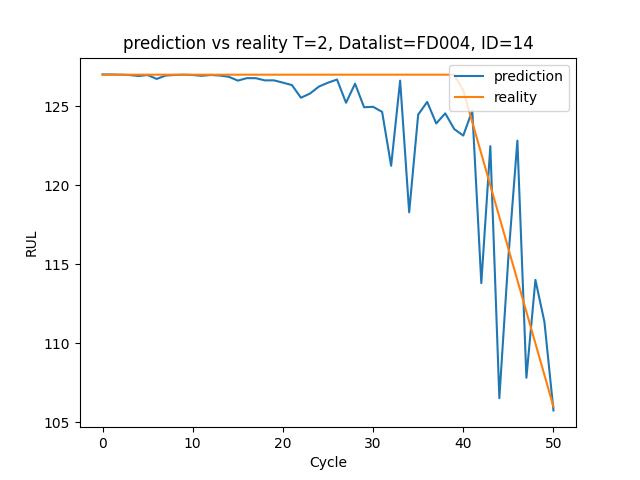 prediction vs reality T=2, Datalist=FD004, ID=14
prediction
reality
125
120
115
110
105
RUL
0 10 20 30 40 50
Cycle